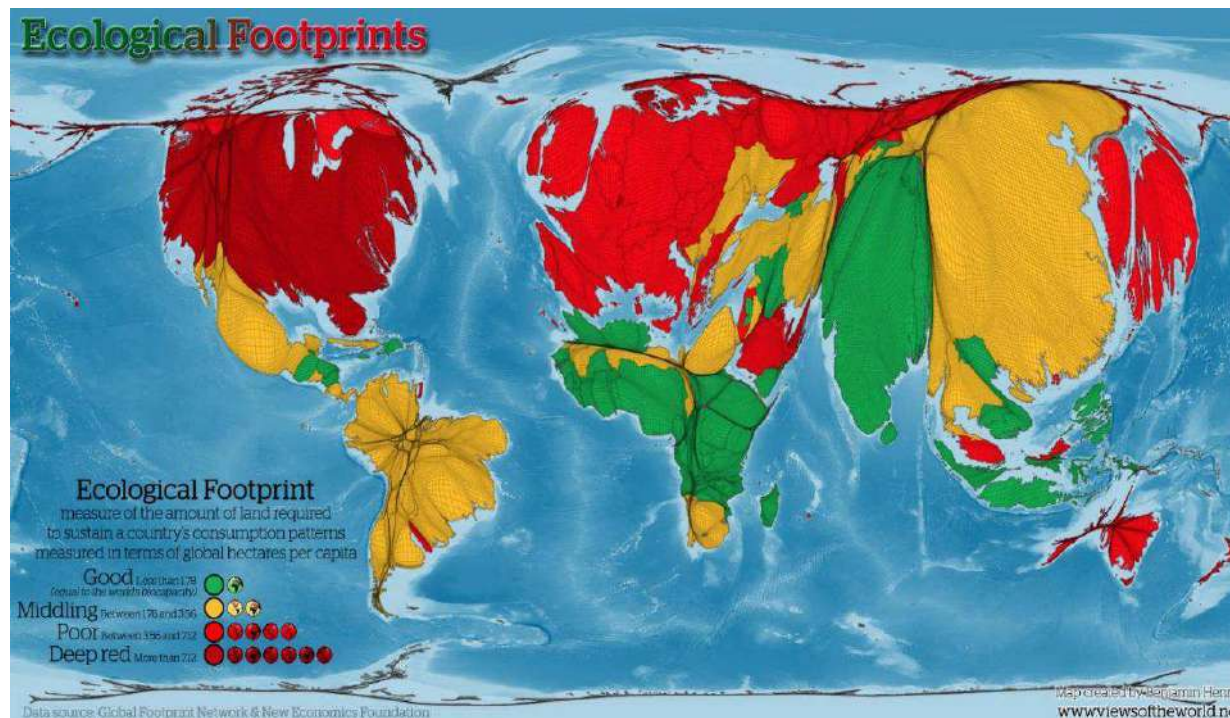 Ecological Footprints
Ecological Footprint
measure of the amount of land required
to sustain a country's consumption patterns
measured in terms of global hectares per capita
Good Less than 1.78
(equal to the world's biocapacity)
Middling Between 1.78 and 3.56
Poor Between 3.56 and 7.12
Deep red More than 7.12
Data source: Global Footprint Network & New Economics Foundation
Map created by Benjamin Henn
www.viewsoftheworld.ne